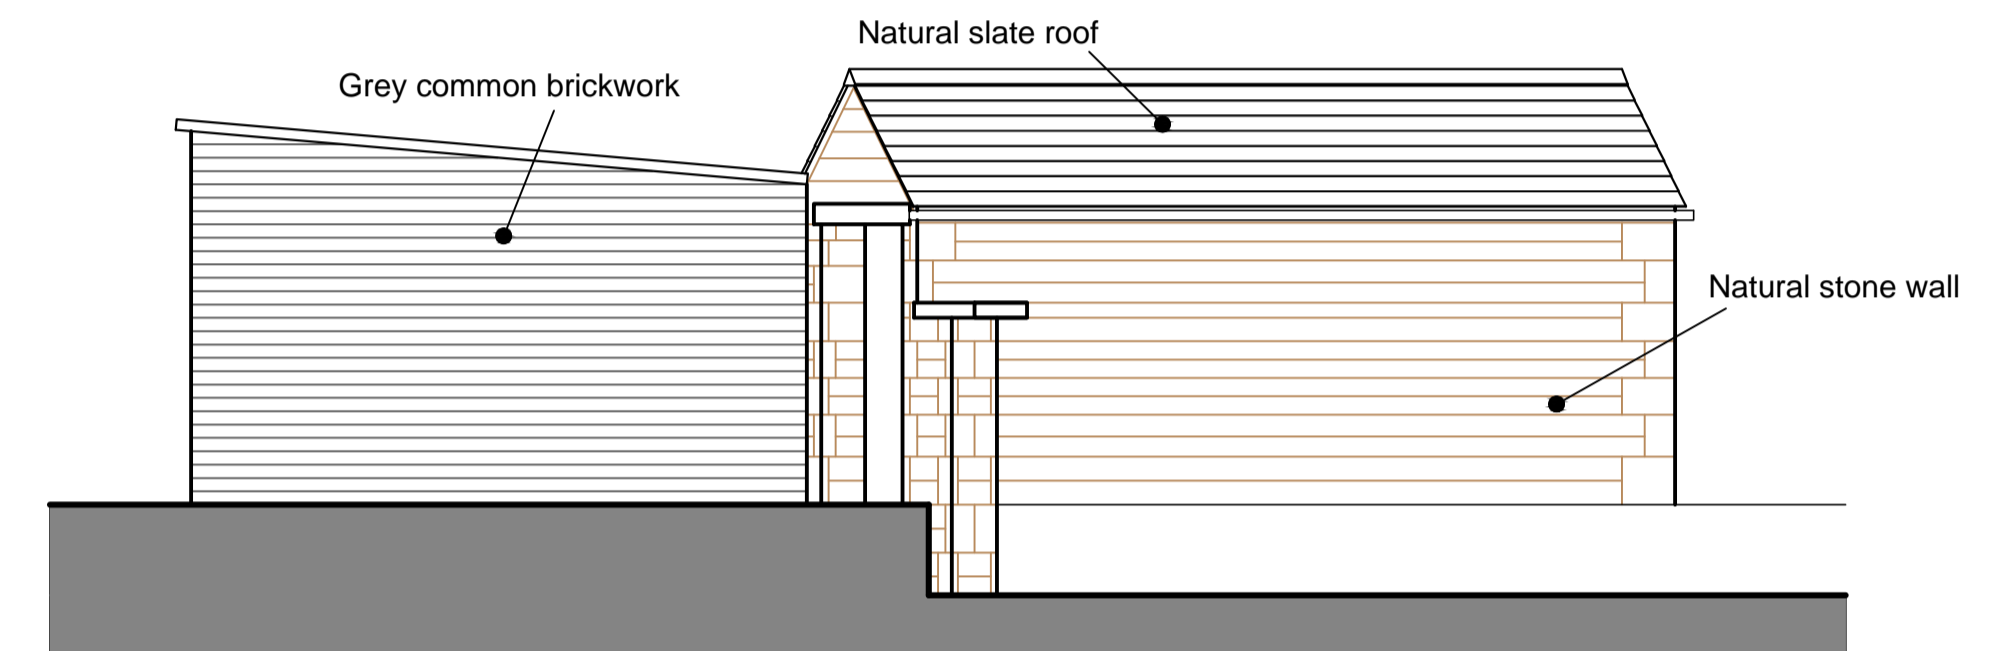 Natural slate roof
Grey common brickwork
Natural stone wall